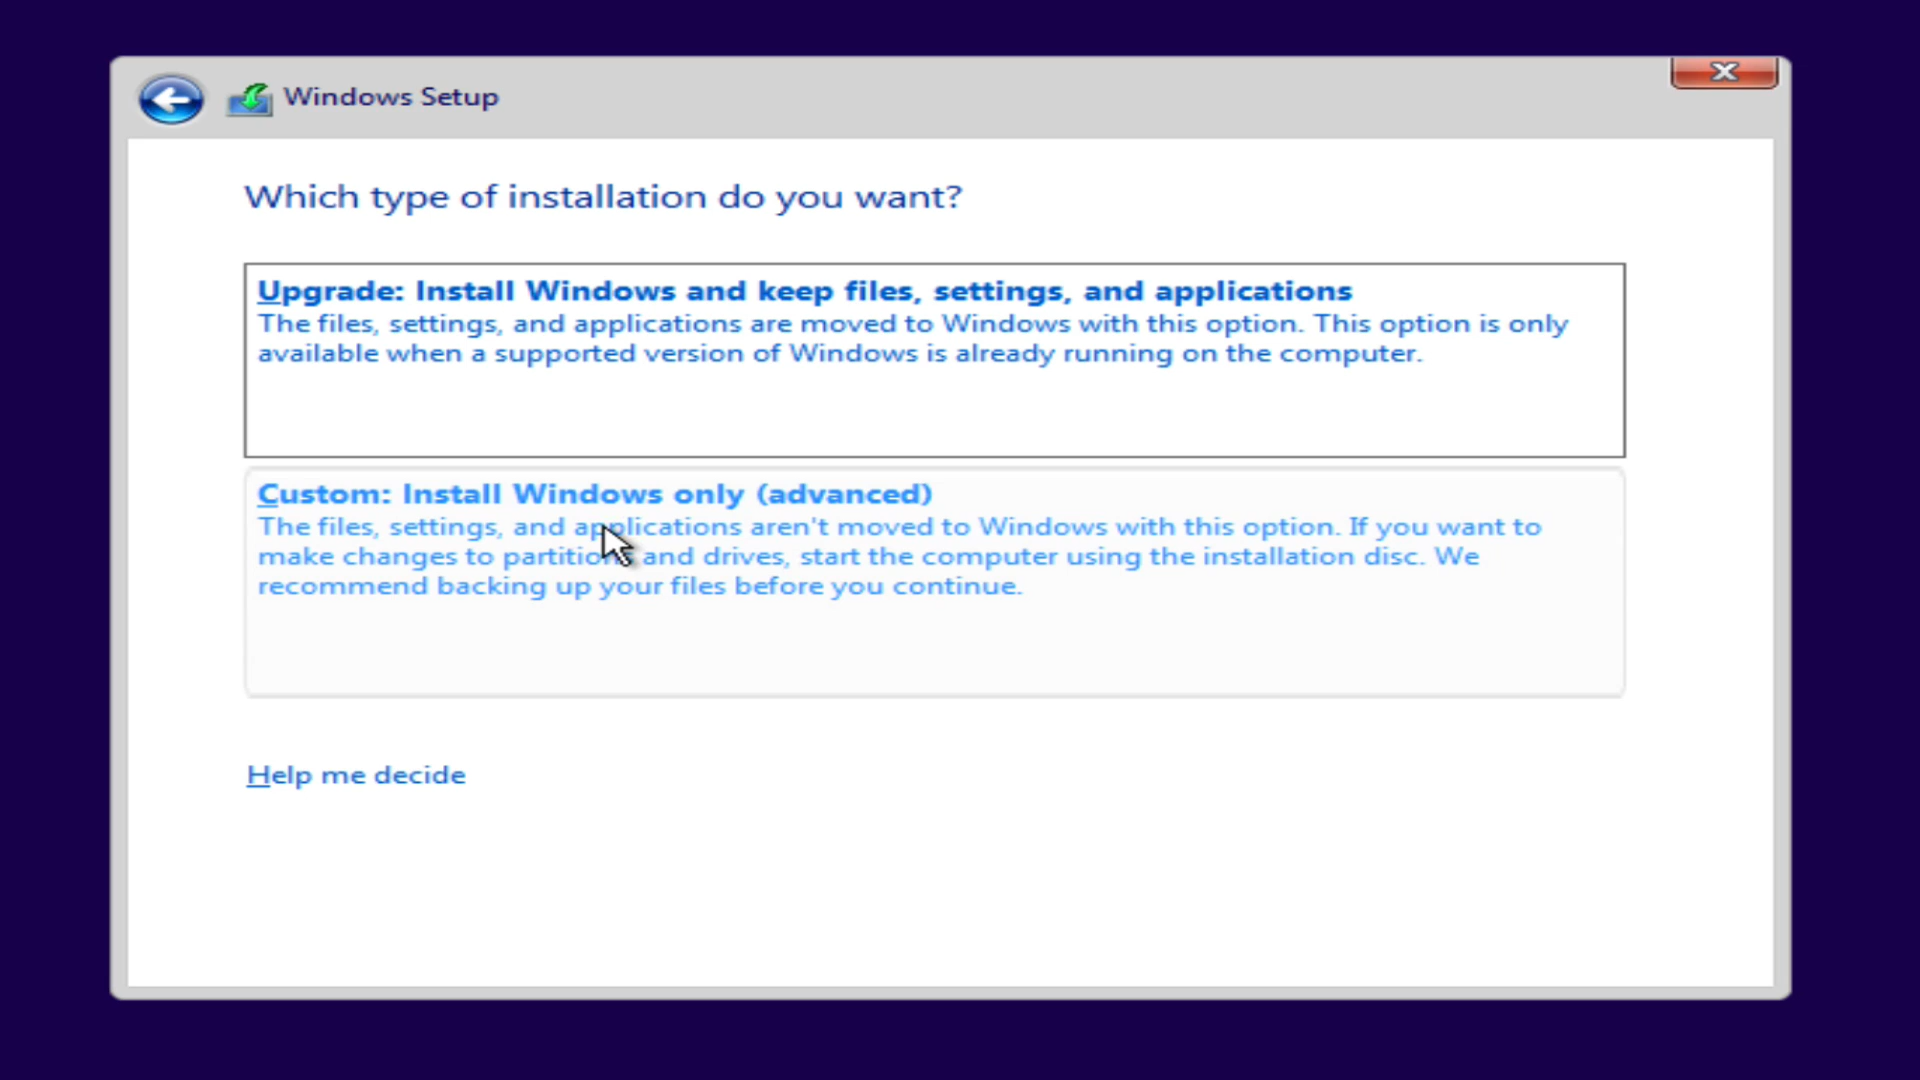 Windows Setup
Which type of installation do you want?
Upgrade: Install Windows and keep files, settings, and applications
The files, settings, and applications are moved to Windows with this option. This option is only
available when a supported version of Windows is already running on the computer.
Custom: Install Windows only (advanced)
The files, settings, and applications aren't moved to Windows with this option. If you want to
make changes to partitions and drives, start the computer using the installation disc. We
recommend backing up your files before you continue.
Help me decide